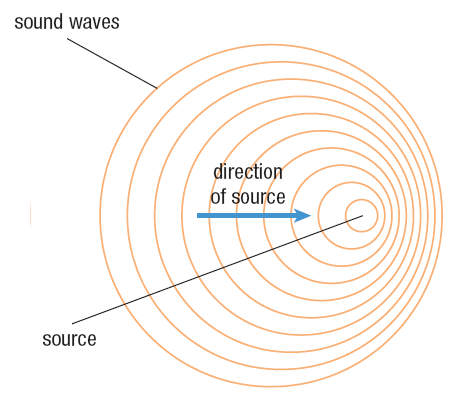 sound waves
direction
of source
source